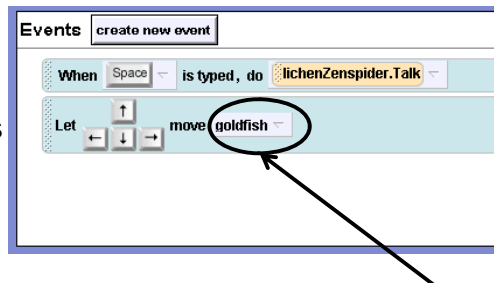 Events create new event
When Space is typed, do lichenZenspider.Talk
s
Let ↑ ← ↓ → move goldfish